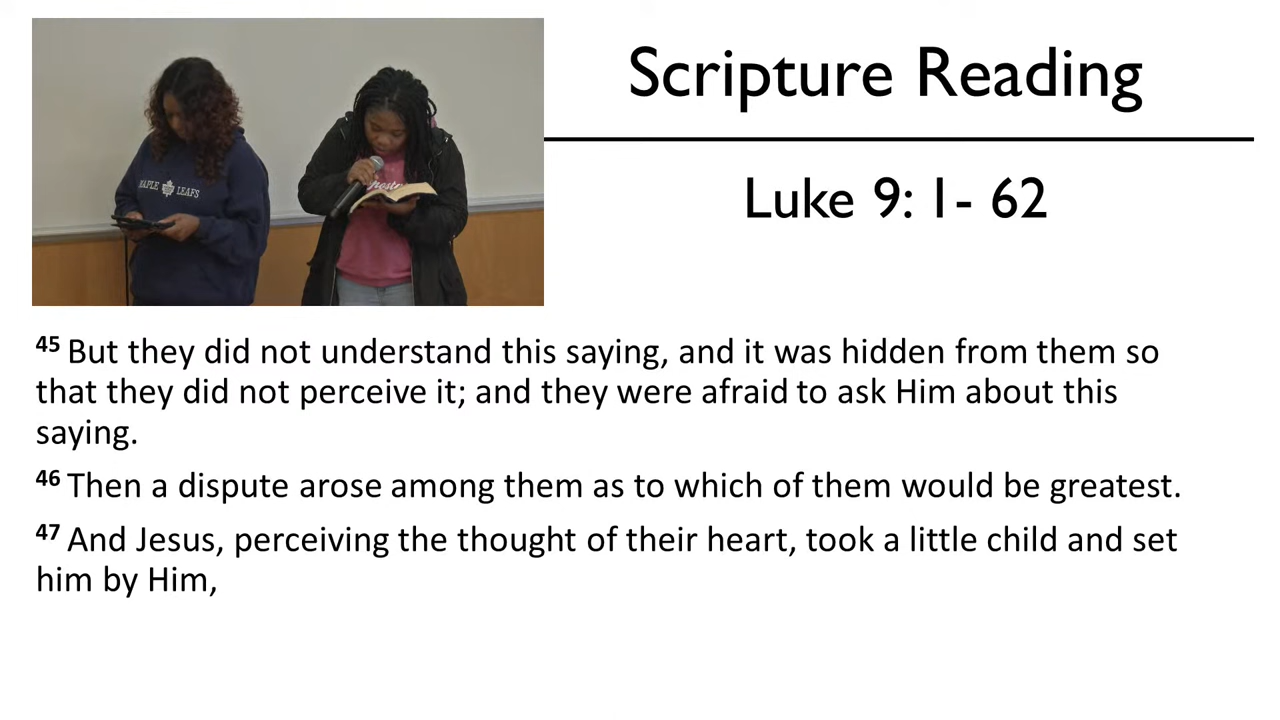 Scripture Reading
Luke 9: 1- 62
MAPLE LEAFS
45 But they did not understand this saying, and it was hidden from them so
that they did not perceive it; and they were afraid to ask Him about this
saying.
46 Then a dispute arose among them as to which of them would be greatest.
47 And Jesus, perceiving the thought of their heart, took a little child and set
him by Him,